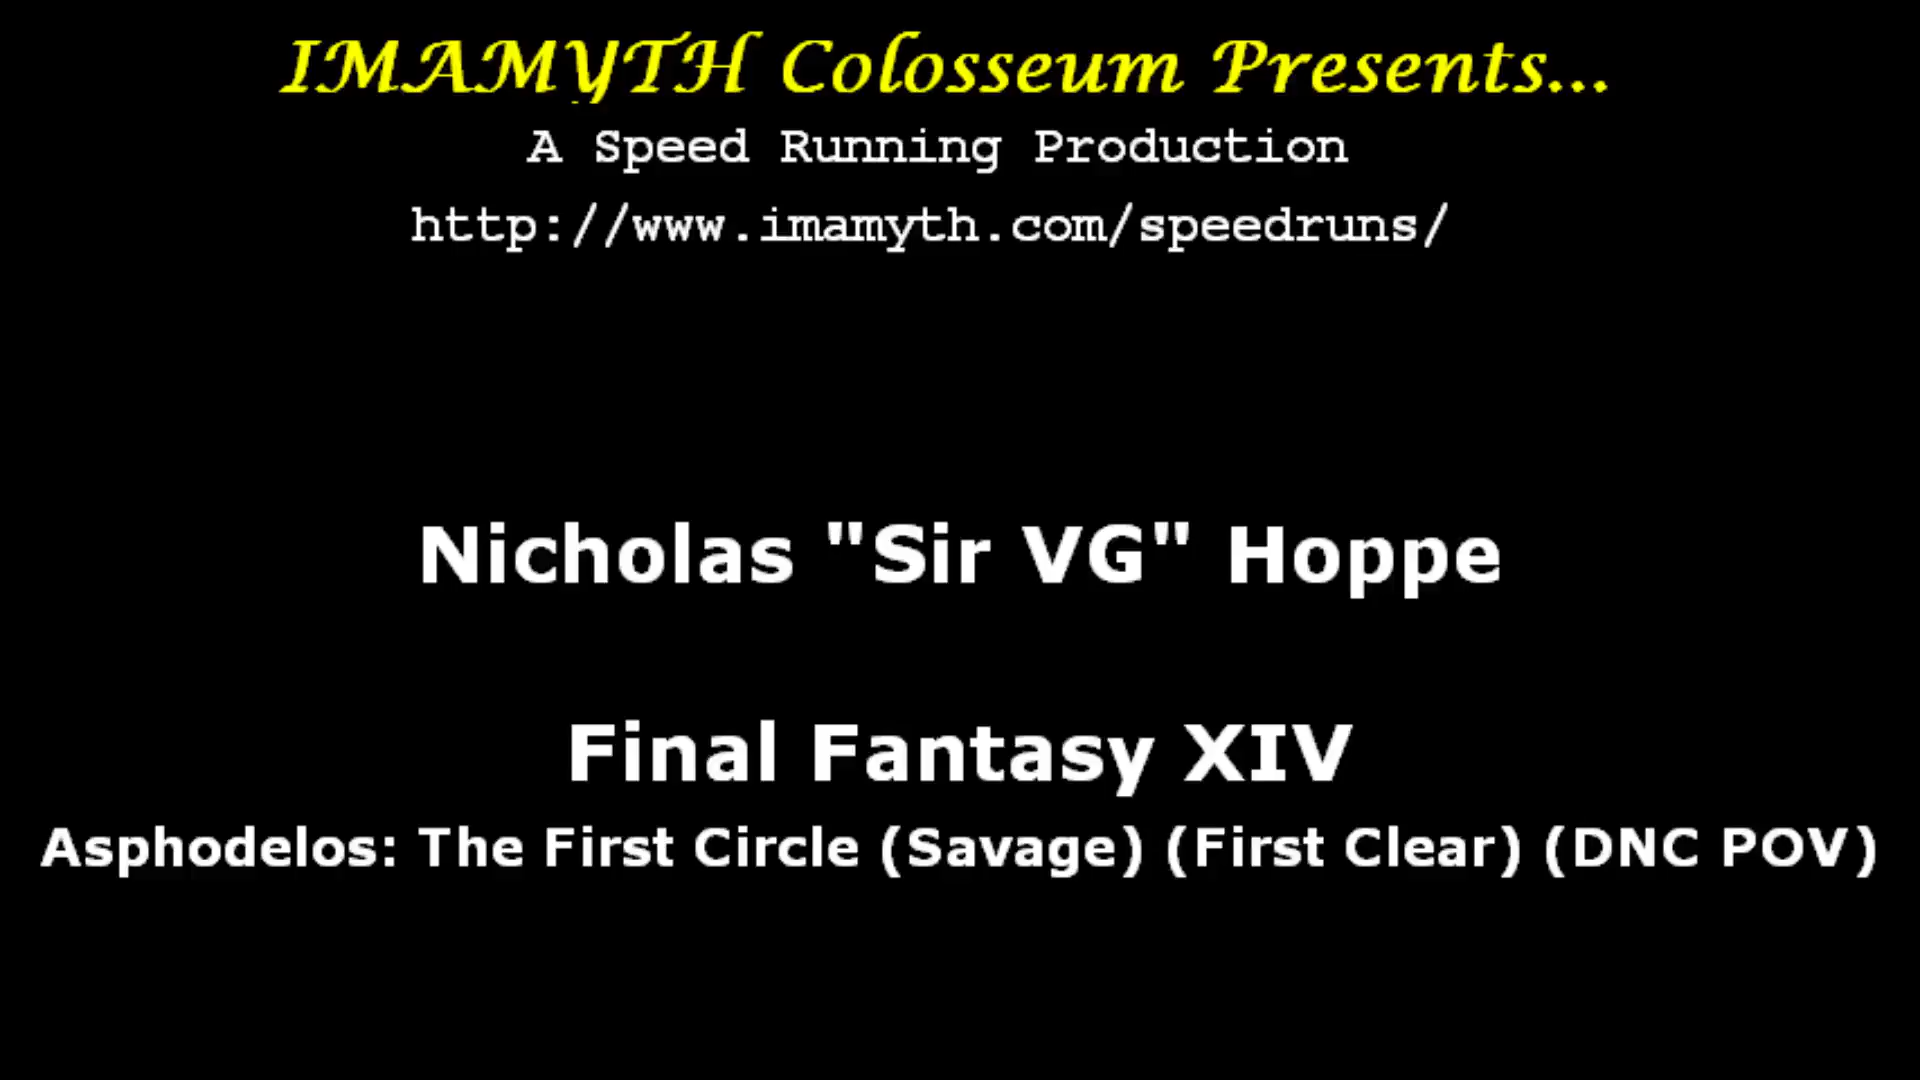 IMAMYTH Colosseum Presents...
A Speed Running Production
http://www.imamyth.com/speedruns/
Nicholas "Sir VG" Hoppe
Final Fantasy XIV
Asphodelos: The First Circle (Savage) (First Clear) (DNC POV)